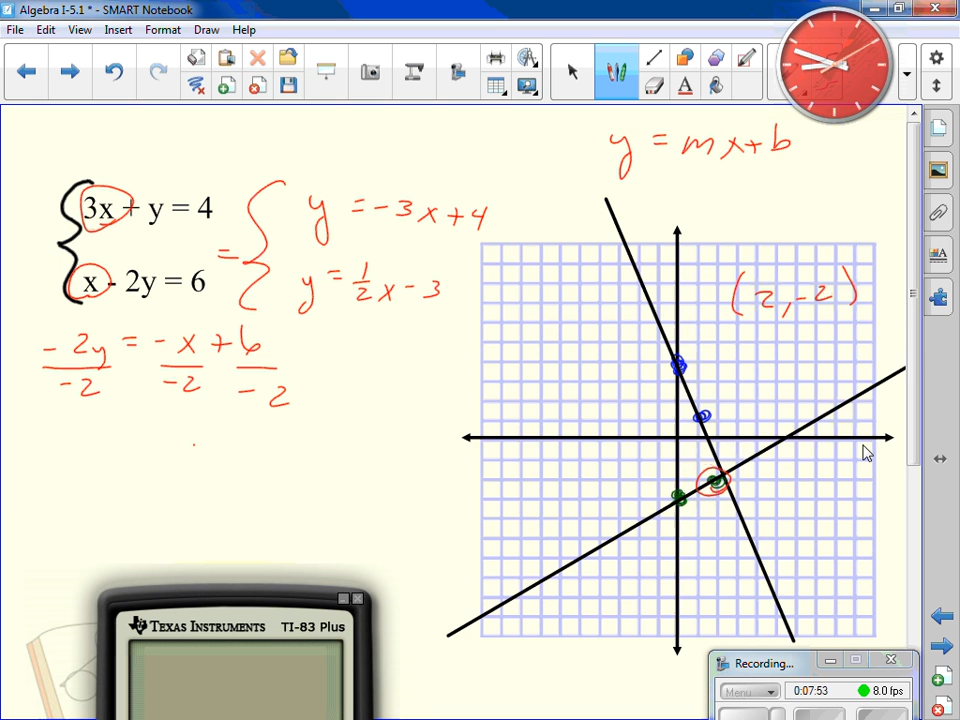 Algebra I-5.1 * - SMART Notebook
File Edit View Insert Format Draw Help
y = mx+b
3x + y = 4
= y = -3x+4
x - 2y = 6
y = 1/2 x - 3
(2, -2)
-2y = -x + 6
-2 -2 -2
TEXAS INSTRUMENTS TI-83 Plus
Recording...
Menu 0:07:53 8.0 fps